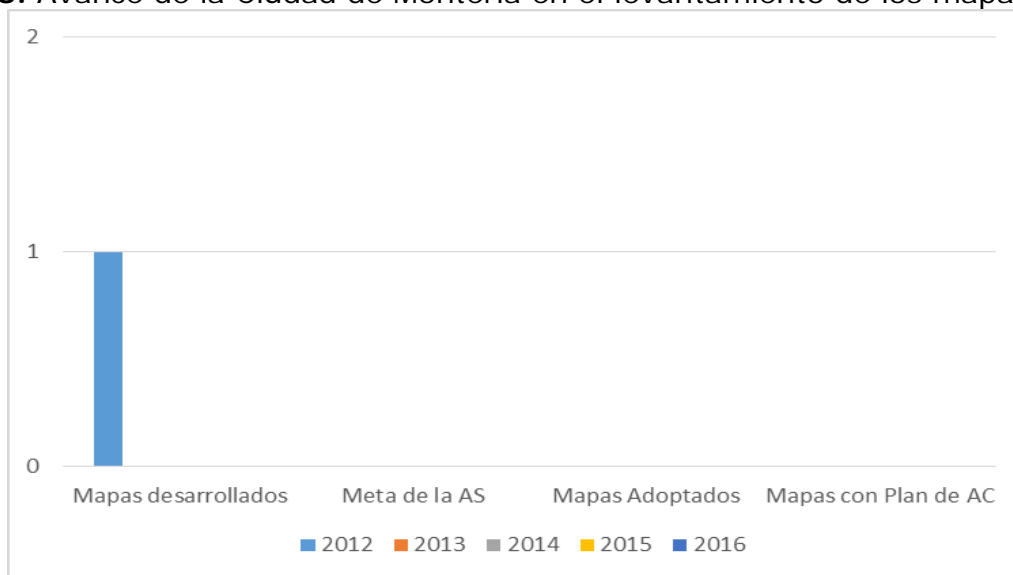 Avance de la Ciudad de Montería en el levantamiento de los mapa
2
1
0
Mapas desarrollados Meta de la AS Mapas Adoptados Mapas con Plan de AC
2012 2013 2014 2015 2016